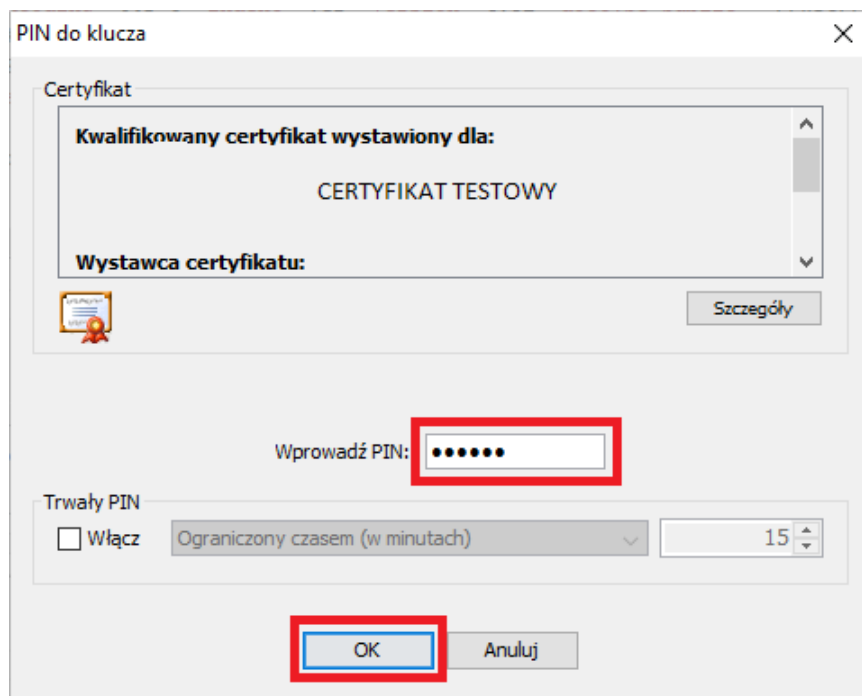 PIN do klucza
Certyfikat
Kwalifikowany certyfikat wystawiony dla:
CERTYFIKAT TESTOWY
Wystawca certyfikatu:
Szczegóły
Wprowadź PIN: ••••••
Trwały PIN
Włącz Ograniczony czasem (w minutach) 15
OK Anuluj